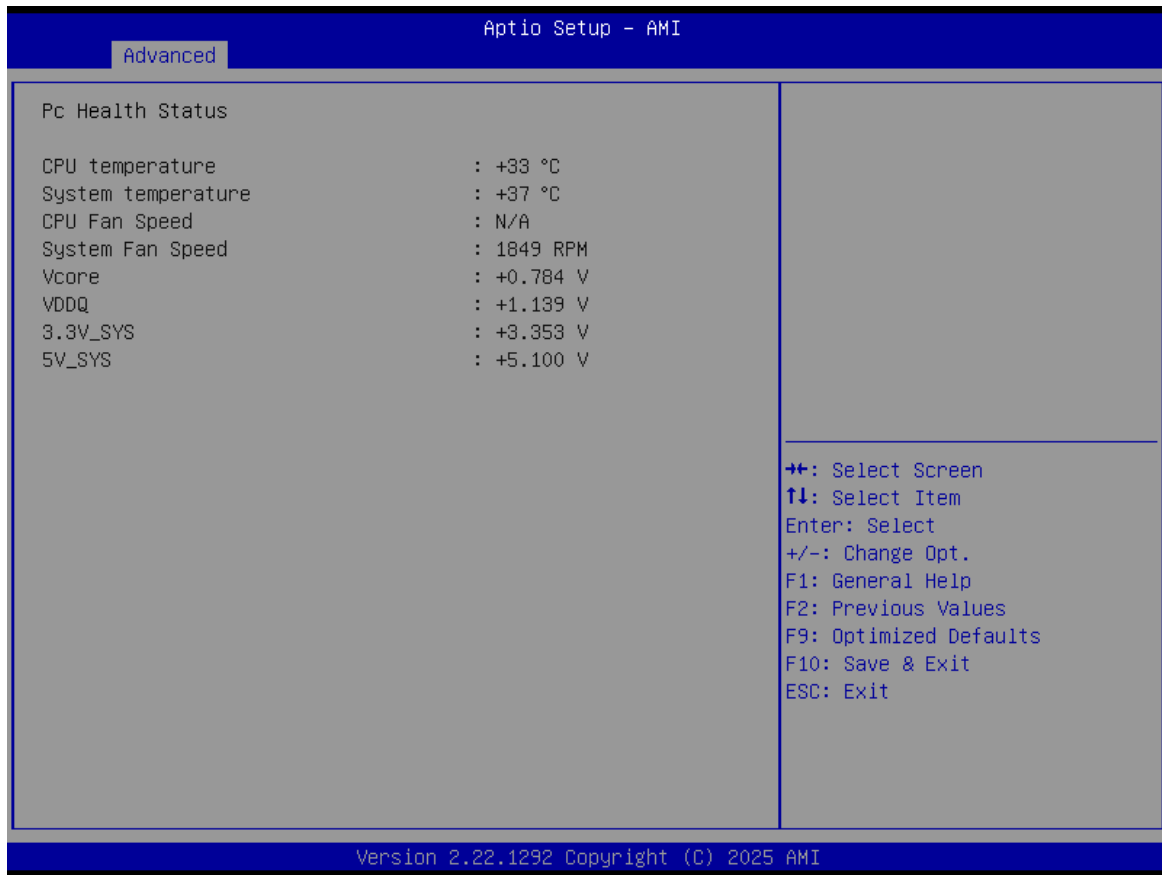 Aptio Setup - AMI
Advanced
Pc Health Status
CPU temperature : +33 °C
System temperature : +37 °C
CPU Fan Speed : N/A
System Fan Speed : 1849 RPM
Vcore : +0.784 V
VDDQ : +1.139 V
3.3V_SYS : +3.353 V
5V_SYS : +5.100 V
→←: Select Screen
↑↓: Select Item
Enter: Select
+/-: Change Opt.
F1: General Help
F2: Previous Values
F9: Optimized Defaults
F10: Save & Exit
ESC: Exit
Version 2.22.1292 Copyright (C) 2025 AMI